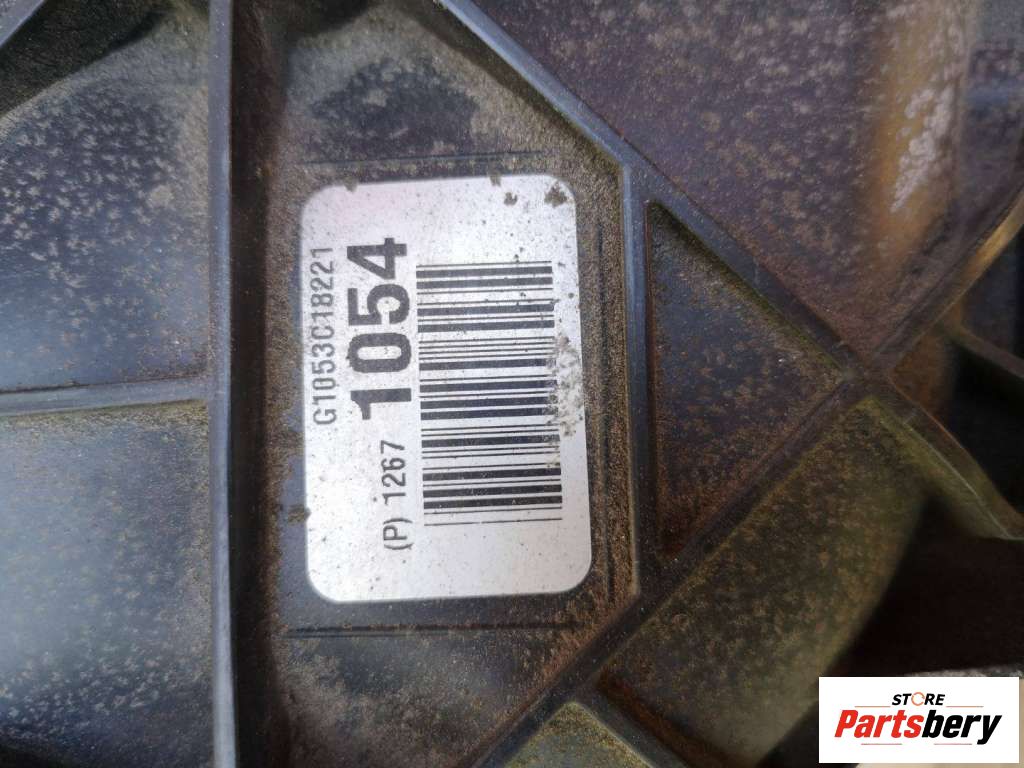 G1053C18221
(P) 1267 1054
STORE
Partsbery